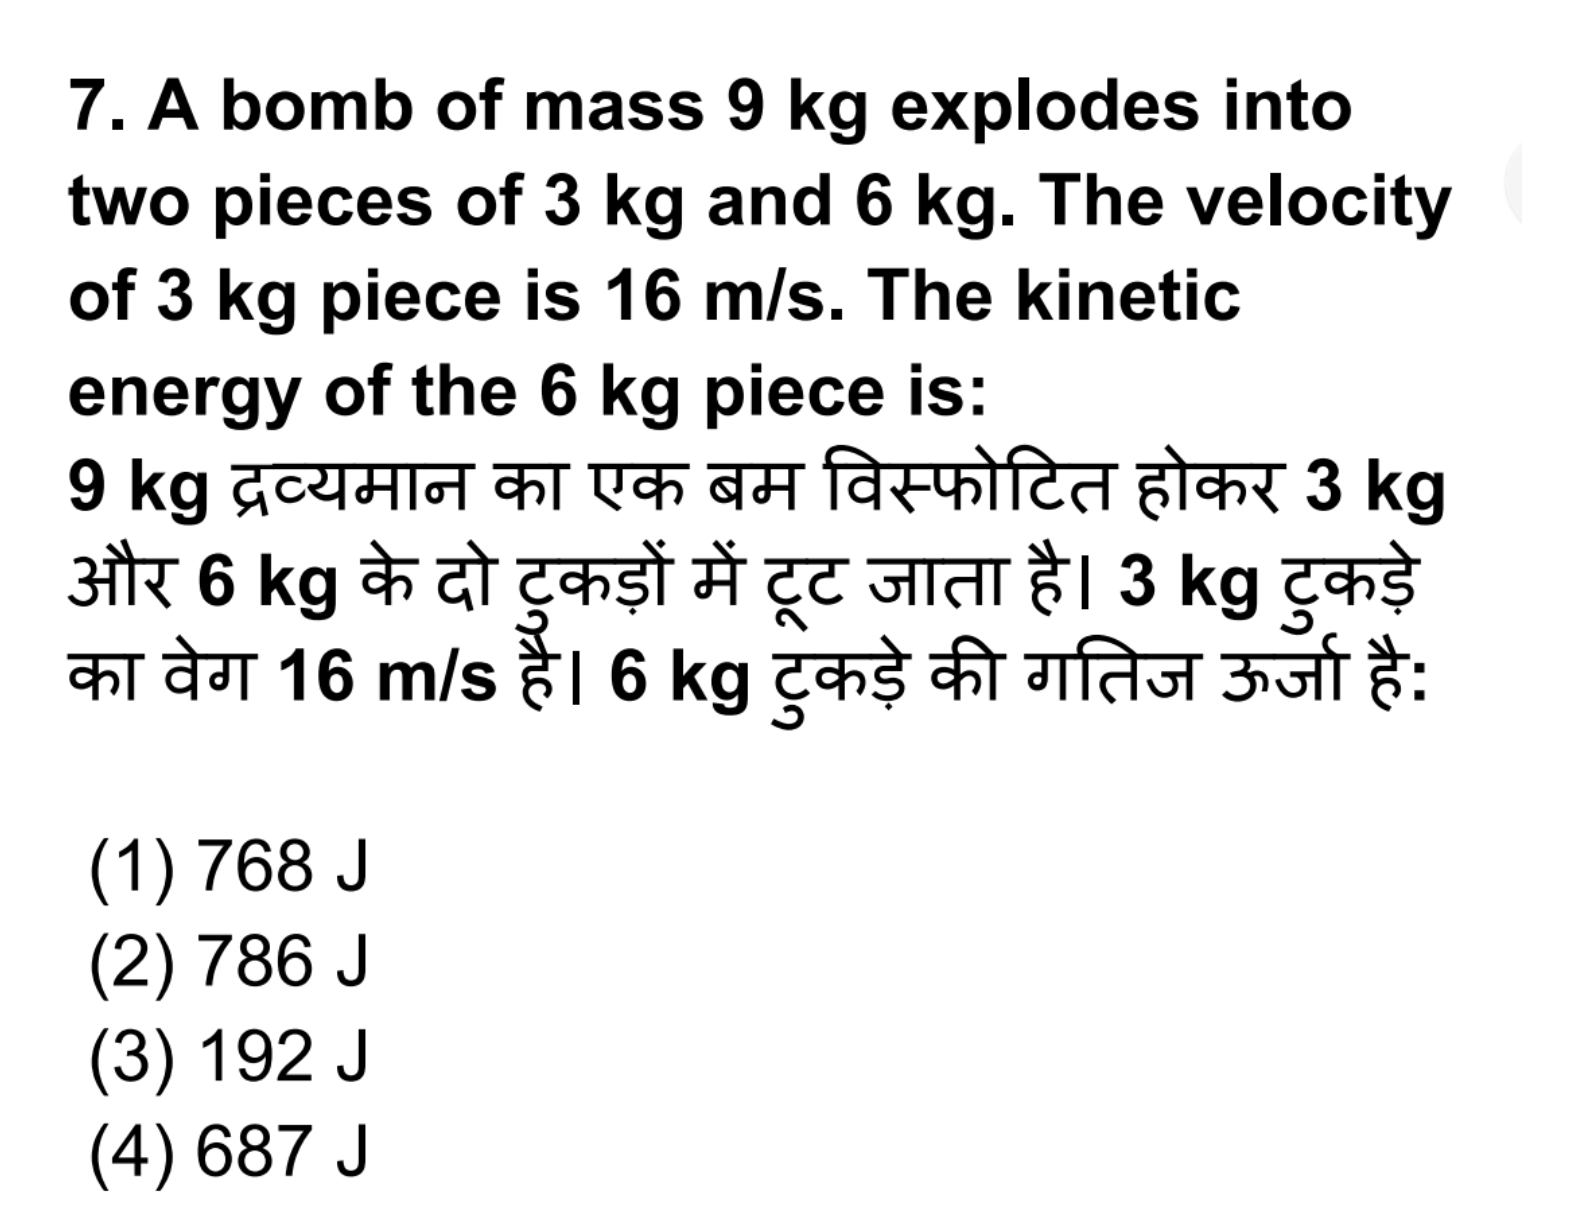 7. A bomb of mass 9 kg explodes into
two pieces of 3 kg and 6 kg. The velocity
of 3 kg piece is 16 m/s. The kinetic
energy of the 6 kg piece is:
9 kg द्रव्यमान का एक बम विस्फोटित होकर 3 kg
और 6 kg के दो टुकड़ों में टूट जाता है। 3 kg टुकड़े
का वेग 16 m/s है। 6 kg टुकड़े की गतिज ऊर्जा है:
(1) 768 J
(2) 786 J
(3) 192 J
(4) 687 J